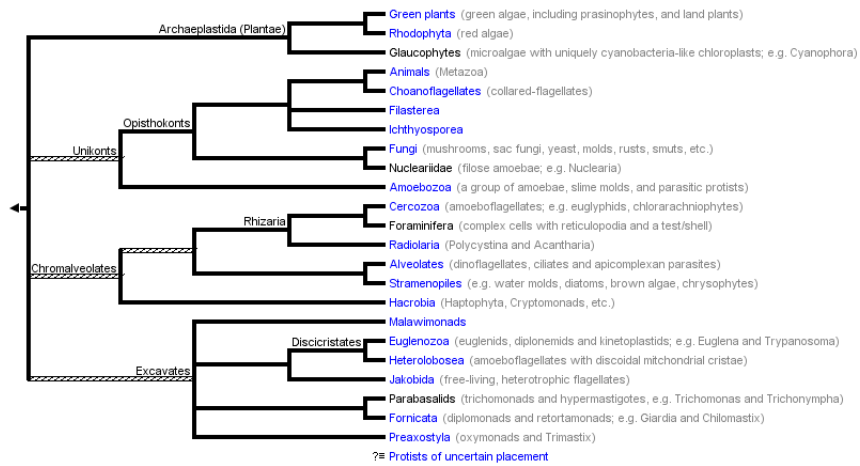 Archaeplastida (Plantae)
Green plants (green algae, including prasinophytes, and land plants)
Rhodophyta (red algae)
Glaucophytes (microalgae with uniquely cyanobacteria-like chloroplasts; e.g. Cyanophora)
Animals (Metazoa)
Choanoflagellates (collared-flagellates)
Filasterea
Opisthokonts
Ichthyosporea
Unikonts
Fungi (mushrooms, sac fungi, yeast, molds, rusts, smuts, etc.)
Nucleariidae (filose amoebae; e.g. Nuclearia)
Amoebozoa (a group of amoebae, slime molds, and parasitic protists)
Cercozoa (amoeboflagellates; e.g. euglyphids, chlorarachniophytes)
Rhizaria
Foraminifera (complex cells with reticulopodia and a test/shell)
Radiolaria (Polycystina and Acantharia)
Chromalveolates
Alveolates (dinoflagellates, ciliates and apicomplexan parasites)
Stramenopiles (e.g. water molds, diatoms, brown algae, chrysophytes)
Hacrobia (Haptophyta, Cryptomonads, etc.)
Malawimonads
Discicristates
Euglenozoa (euglenids, diplonemids and kinetoplastids; e.g. Euglena and Trypanosoma)
Heterolobosea (amoeboflagellates with discoidal mitchondrial cristae)
Excavates
Jakobida (free-living, heterotrophic flagellates)
Parabasalids (trichomonads and hypermastigotes, e.g. Trichomonas and Trichonympha)
Fornicata (diplomonads and retortamonads; e.g. Giardia and Chilomastix)
Preaxostyla (oxymonads and Trimastix)
?≡ Protists of uncertain placement